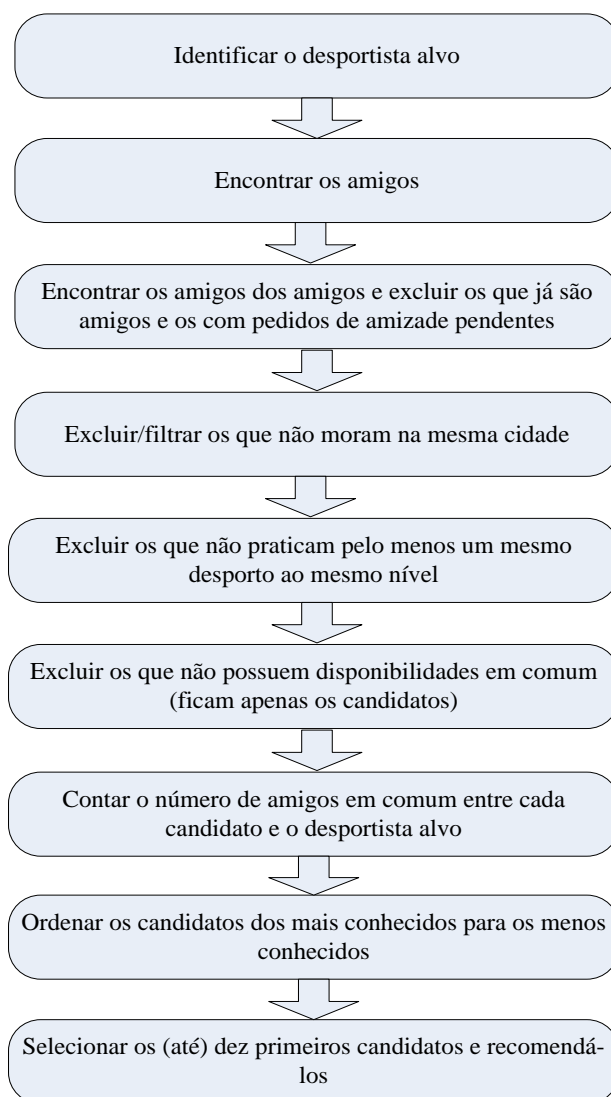 Identificar o desportista alvo
Encontrar os amigos
Encontrar os amigos dos amigos e excluir os que já são
amigos e os com pedidos de amizade pendentes
Excluir/filtrar os que não moram na mesma cidade
Excluir os que não praticam pelo menos um mesmo
desporto ao mesmo nível
Excluir os que não possuem disponibilidades em comum
(ficam apenas os candidatos)
Contar o número de amigos em comum entre cada
candidato e o desportista alvo
Ordenar os candidatos dos mais conhecidos para os menos
conhecidos
Selecionar os (até) dez primeiros candidatos e recomendá-
los